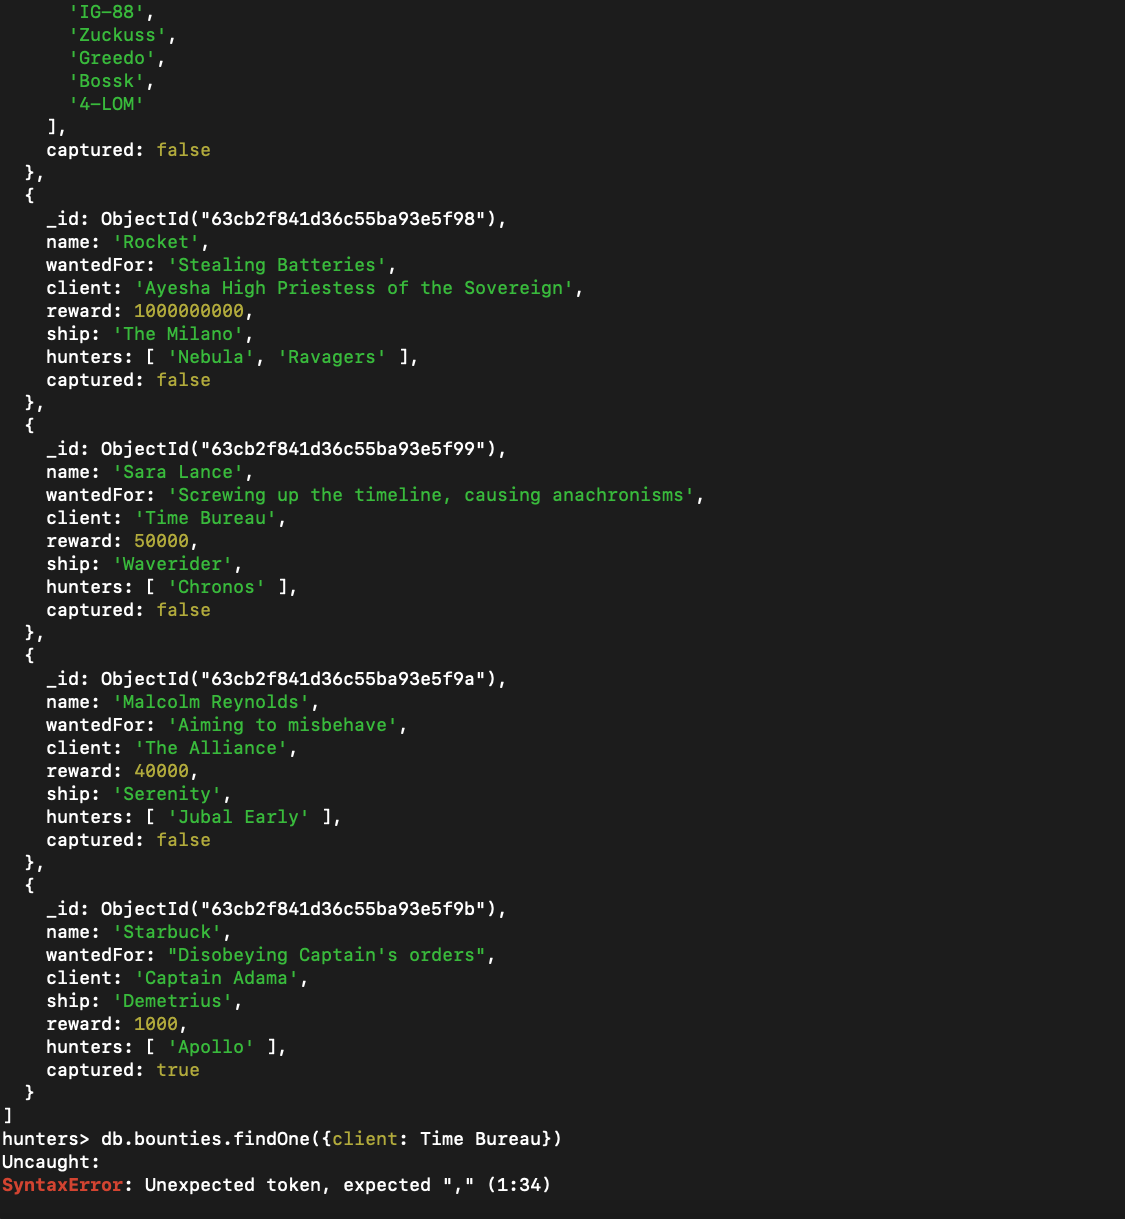 'IG-88',
'Zuckuss',
'Greedo',
'Bossk',
'4-LOM'
],
captured: false
},
{
_id: ObjectId("63cb2f841d36c55ba93e5f98"),
name: 'Rocket',
wantedFor: 'Stealing Batteries',
client: 'Ayesha High Priestess of the Sovereign',
reward: 1000000000,
ship: 'The Milano',
hunters: [ 'Nebula', 'Ravagers' ],
captured: false
},
{
_id: ObjectId("63cb2f841d36c55ba93e5f99"),
name: 'Sara Lance',
wantedFor: 'Screwing up the timeline, causing anachronisms',
client: 'Time Bureau',
reward: 50000,
ship: 'Waverider',
hunters: [ 'Chronos' ],
captured: false
},
{
_id: ObjectId("63cb2f841d36c55ba93e5f9a"),
name: 'Malcolm Reynolds',
wantedFor: 'Aiming to misbehave',
client: 'The Alliance',
reward: 40000,
ship: 'Serenity',
hunters: [ 'Jubal Early' ],
captured: false
},
{
_id: ObjectId("63cb2f841d36c55ba93e5f9b"),
name: 'Starbuck',
wantedFor: "Disobeying Captain's orders",
client: 'Captain Adama',
ship: 'Demetrius',
reward: 1000,
hunters: [ 'Apollo' ],
captured: true
}
]
hunters> db.bounties.findOne({client: Time Bureau})
Uncaught:
SyntaxError: Unexpected token, expected "," (1:34)